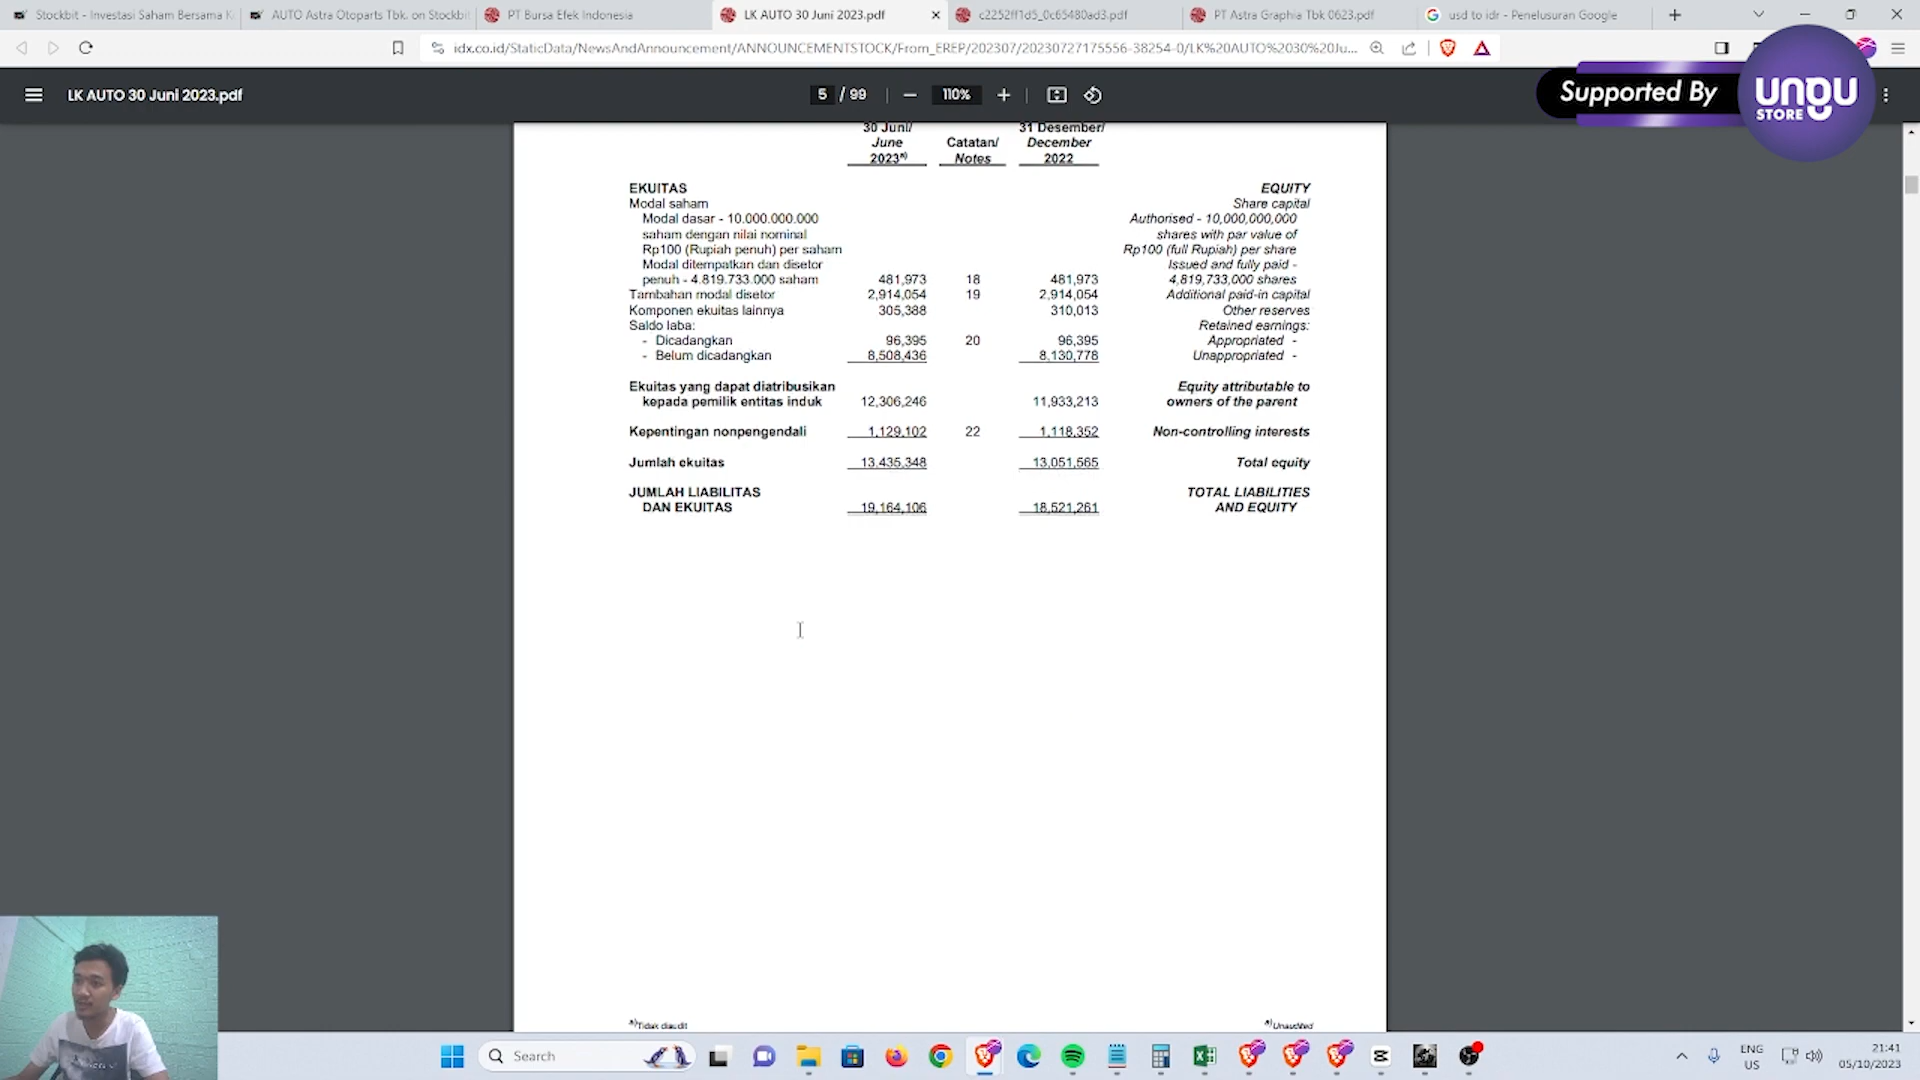 Stockbit - Investasi Saham Bersama K
AUTO Astra Otoparts Tbk. on Stockbit
PT Bursa Efek Indonesia
LK AUTO 30 Juni 2023.pdf
c2252ff1d5_0c65480ad3.pdf
PT Astra Graphia Tbk 0623.pdf
usd to idr - Penelusuran Google
idx.co.id/StaticData/NewsAndAnnouncement/ANNOUNCEMENTSTOCK/From_EREP/202307/20230727175556-38254-0/LK%20AUTO%2030%20Ju...
LK AUTO 30 Juni 2023.pdf
5 / 99
110%
Supported By
UNGU
STORE
30 Juni/ 31 Desember/
June Catatan/ December
2023a) Notes 2022
EKUITAS EQUITY
Modal saham Share capital
Modal dasar - 10.000.000.000 Authorised - 10,000,000,000
saham dengan nilai nominal shares with par value of
Rp100 (Rupiah penuh) per saham Rp100 (full Rupiah) per share
Modal ditempatkan dan disetor Issued and fully paid -
penuh - 4.819.733.000 saham 481,973 18 481,973 4,819,733,000 shares
Tambahan modal disetor 2,914,054 19 2,914,054 Additional paid-in capital
Komponen ekuitas lainnya 305,388 310,013 Other reserves
Saldo laba: Retained earnings:
- Dicadangkan 96,395 20 96,395 Appropriated -
- Belum dicadangkan 8,508,436 8,130,778 Unappropriated -
Ekuitas yang dapat diatribusikan Equity attributable to
kepada pemilik entitas induk 12,306,246 11,933,213 owners of the parent
Kepentingan nonpengendali 1,129,102 22 1,118,352 Non-controlling interests
Jumlah ekuitas 13,435,348 13,051,565 Total equity
JUMLAH LIABILITAS TOTAL LIABILITIES
DAN EKUITAS 19,164,106 18,521,261 AND EQUITY
a)Tidak diaudit a)Unaudited
Search
ENG
US
21:41
05/10/2023